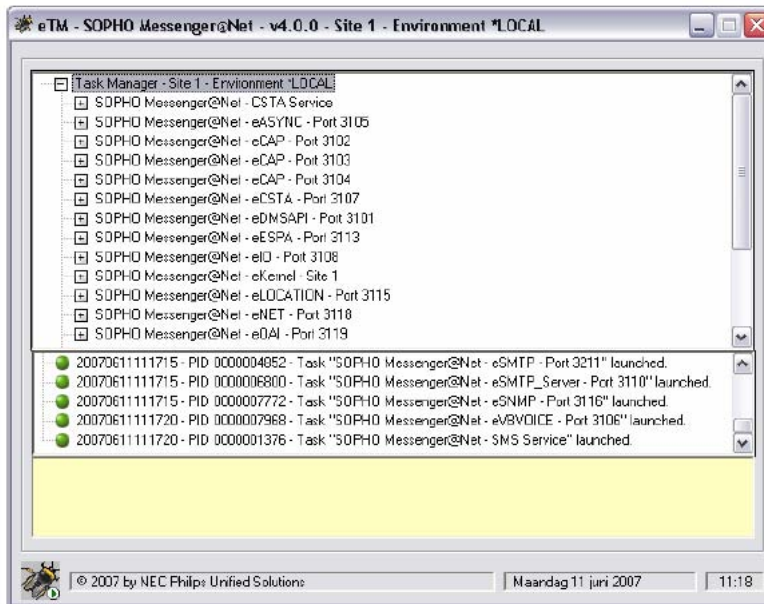 eTM - SOPHO Messenger@Net - v4.0.0 - Site 1 - Environment *LOCAL
Task Manager - Site 1 - Environment *LOCAL
SOPHO Messenger@Net - CSTA Service
SOPHO Messenger@Net - eASYNC - Port 3105
SOPHO Messenger@Net - eCAP - Port 3102
SOPHO Messenger@Net - eCAP - Port 3103
SOPHO Messenger@Net - eCAP - Port 3104
SOPHO Messenger@Net - eCSTA - Port 3107
SOPHO Messenger@Net - eDMSAPI - Port 3101
SOPHO Messenger@Net - eESPA - Port 3113
SOPHO Messenger@Net - eIO - Port 3108
SOPHO Messenger@Net - eKernel - Site 1
SOPHO Messenger@Net - eLOCATION - Port 3115
SOPHO Messenger@Net - eNET - Port 3118
SOPHO Messenger@Net - eOAI - Port 3119
20070611111715 - PID 0000004852 - Task "SOPHO Messenger@Net - eSMTP - Port 3211" launched.
20070611111715 - PID 0000006800 - Task "SOPHO Messenger@Net - eSMTP_Server - Port 3110" launched.
20070611111715 - PID 0000007772 - Task "SOPHO Messenger@Net - eSNMP - Port 3116" launched.
20070611111720 - PID 0000007968 - Task "SOPHO Messenger@Net - eVBVOICE - Port 3106" launched.
20070611111720 - PID 0000001376 - Task "SOPHO Messenger@Net - SMS Service" launched.
© 2007 by NEC Philips Unified Solutions
Maandag 11 juni 2007
11:18